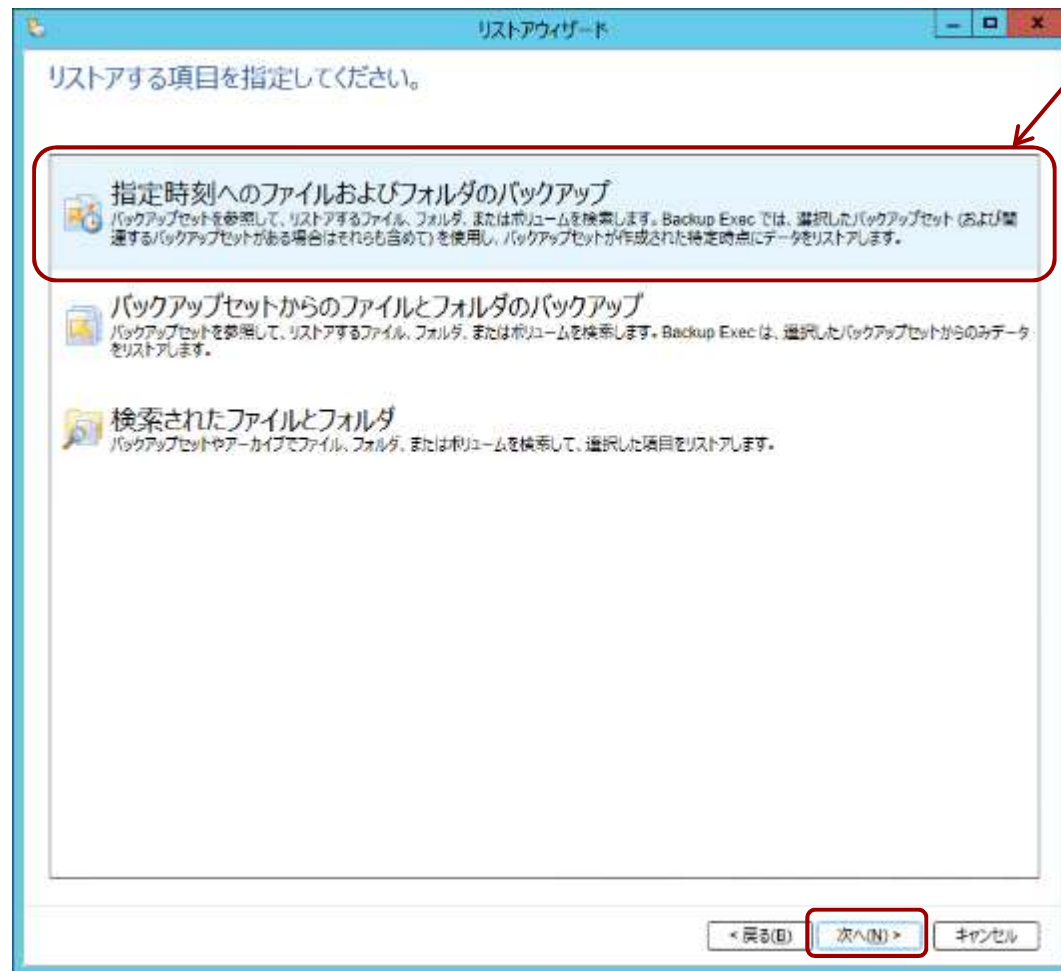 リストアウィザード
リストアする項目を指定してください。
指定時刻へのファイルおよびフォルダのバックアップ
バックアップセットを参照して、リストアするファイル、フォルダ、またはボリュームを検索します。Backup Exec では、選択したバックアップセット (および関
連するバックアップセットがある場合はそれらも含めて) を使用し、バックアップセットが作成された特定時点にデータをリストアします。
バックアップセットからのファイルとフォルダのバックアップ
バックアップセットを参照して、リストアするファイル、フォルダ、またはボリュームを検索します。Backup Exec は、選択したバックアップセットからのみデータ
をリストアします。
検索されたファイルとフォルダ
バックアップセットやアーカイブでファイル、フォルダ、またはボリュームを検索して、選択した項目をリストアします。
< 戻る(B) 次へ(N) > キャンセル